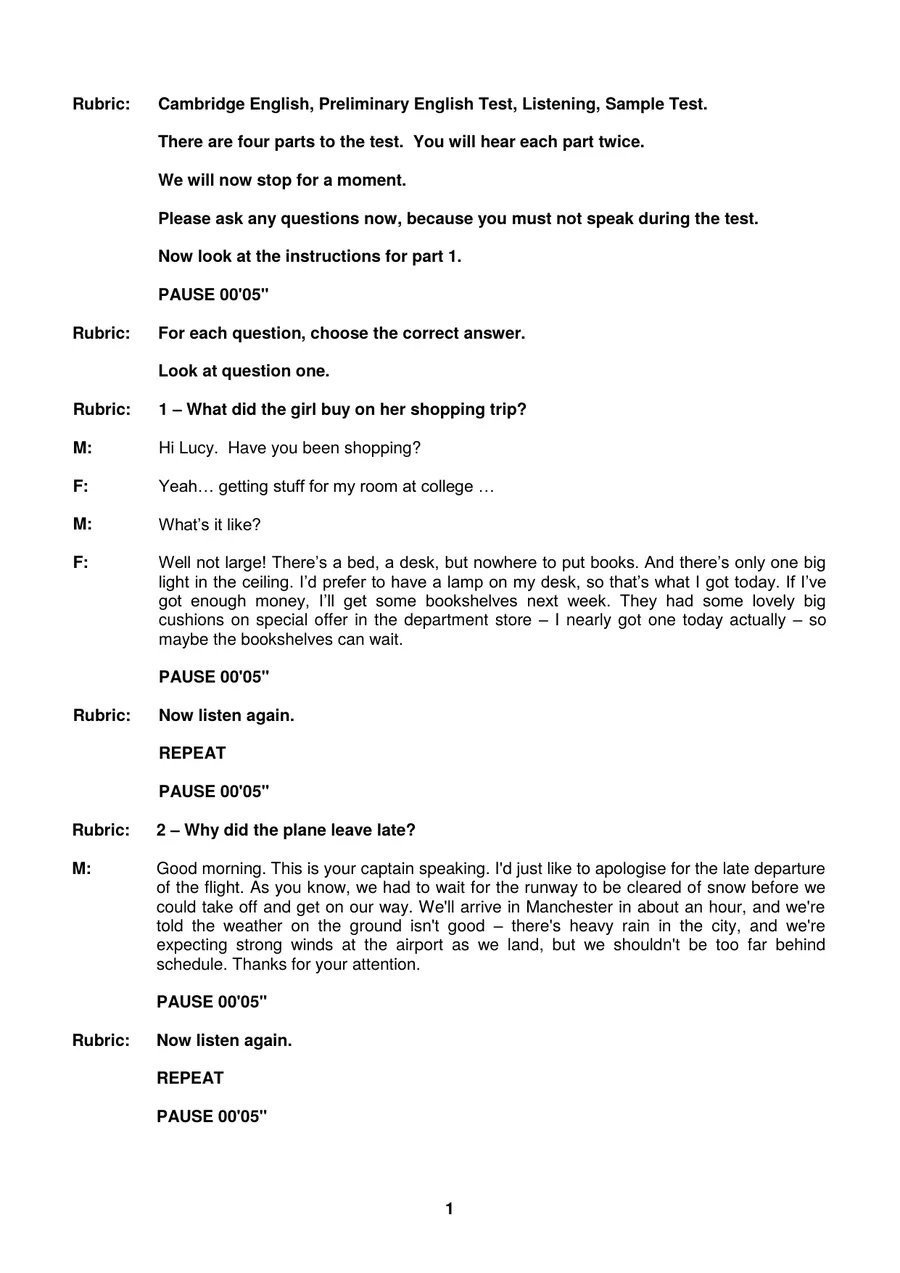 Rubric: Cambridge English, Preliminary English Test, Listening, Sample Test.
There are four parts to the test.  You will hear each part twice.
We will now stop for a moment.
Please ask any questions now, because you must not speak during the test.
Now look at the instructions for part 1.
PAUSE 00'05"
Rubric: For each question, choose the correct answer.
Look at question one.
Rubric: 1 – What did the girl buy on her shopping trip?
M: Hi Lucy.  Have you been shopping?
F: Yeah… getting stuff for my room at college …
M: What’s it like?
F: Well not large! There’s a bed, a desk, but nowhere to put books. And there’s only one big
light in the ceiling. I’d prefer to have a lamp on my desk, so that’s what I got today. If I’ve
got enough money, I’ll get some bookshelves next week. They had some lovely big
cushions on special offer in the department store – I nearly got one today actually – so
maybe the bookshelves can wait.
PAUSE 00'05"
Rubric: Now listen again.
REPEAT
PAUSE 00'05"
Rubric: 2 – Why did the plane leave late?
M: Good morning. This is your captain speaking. I'd just like to apologise for the late departure
of the flight. As you know, we had to wait for the runway to be cleared of snow before we
could take off and get on our way. We'll arrive in Manchester in about an hour, and we're
told the weather on the ground isn't good – there's heavy rain in the city, and we're
expecting strong winds at the airport as we land, but we shouldn't be too far behind
schedule. Thanks for your attention.
PAUSE 00'05"
Rubric: Now listen again.
REPEAT
PAUSE 00'05"
1